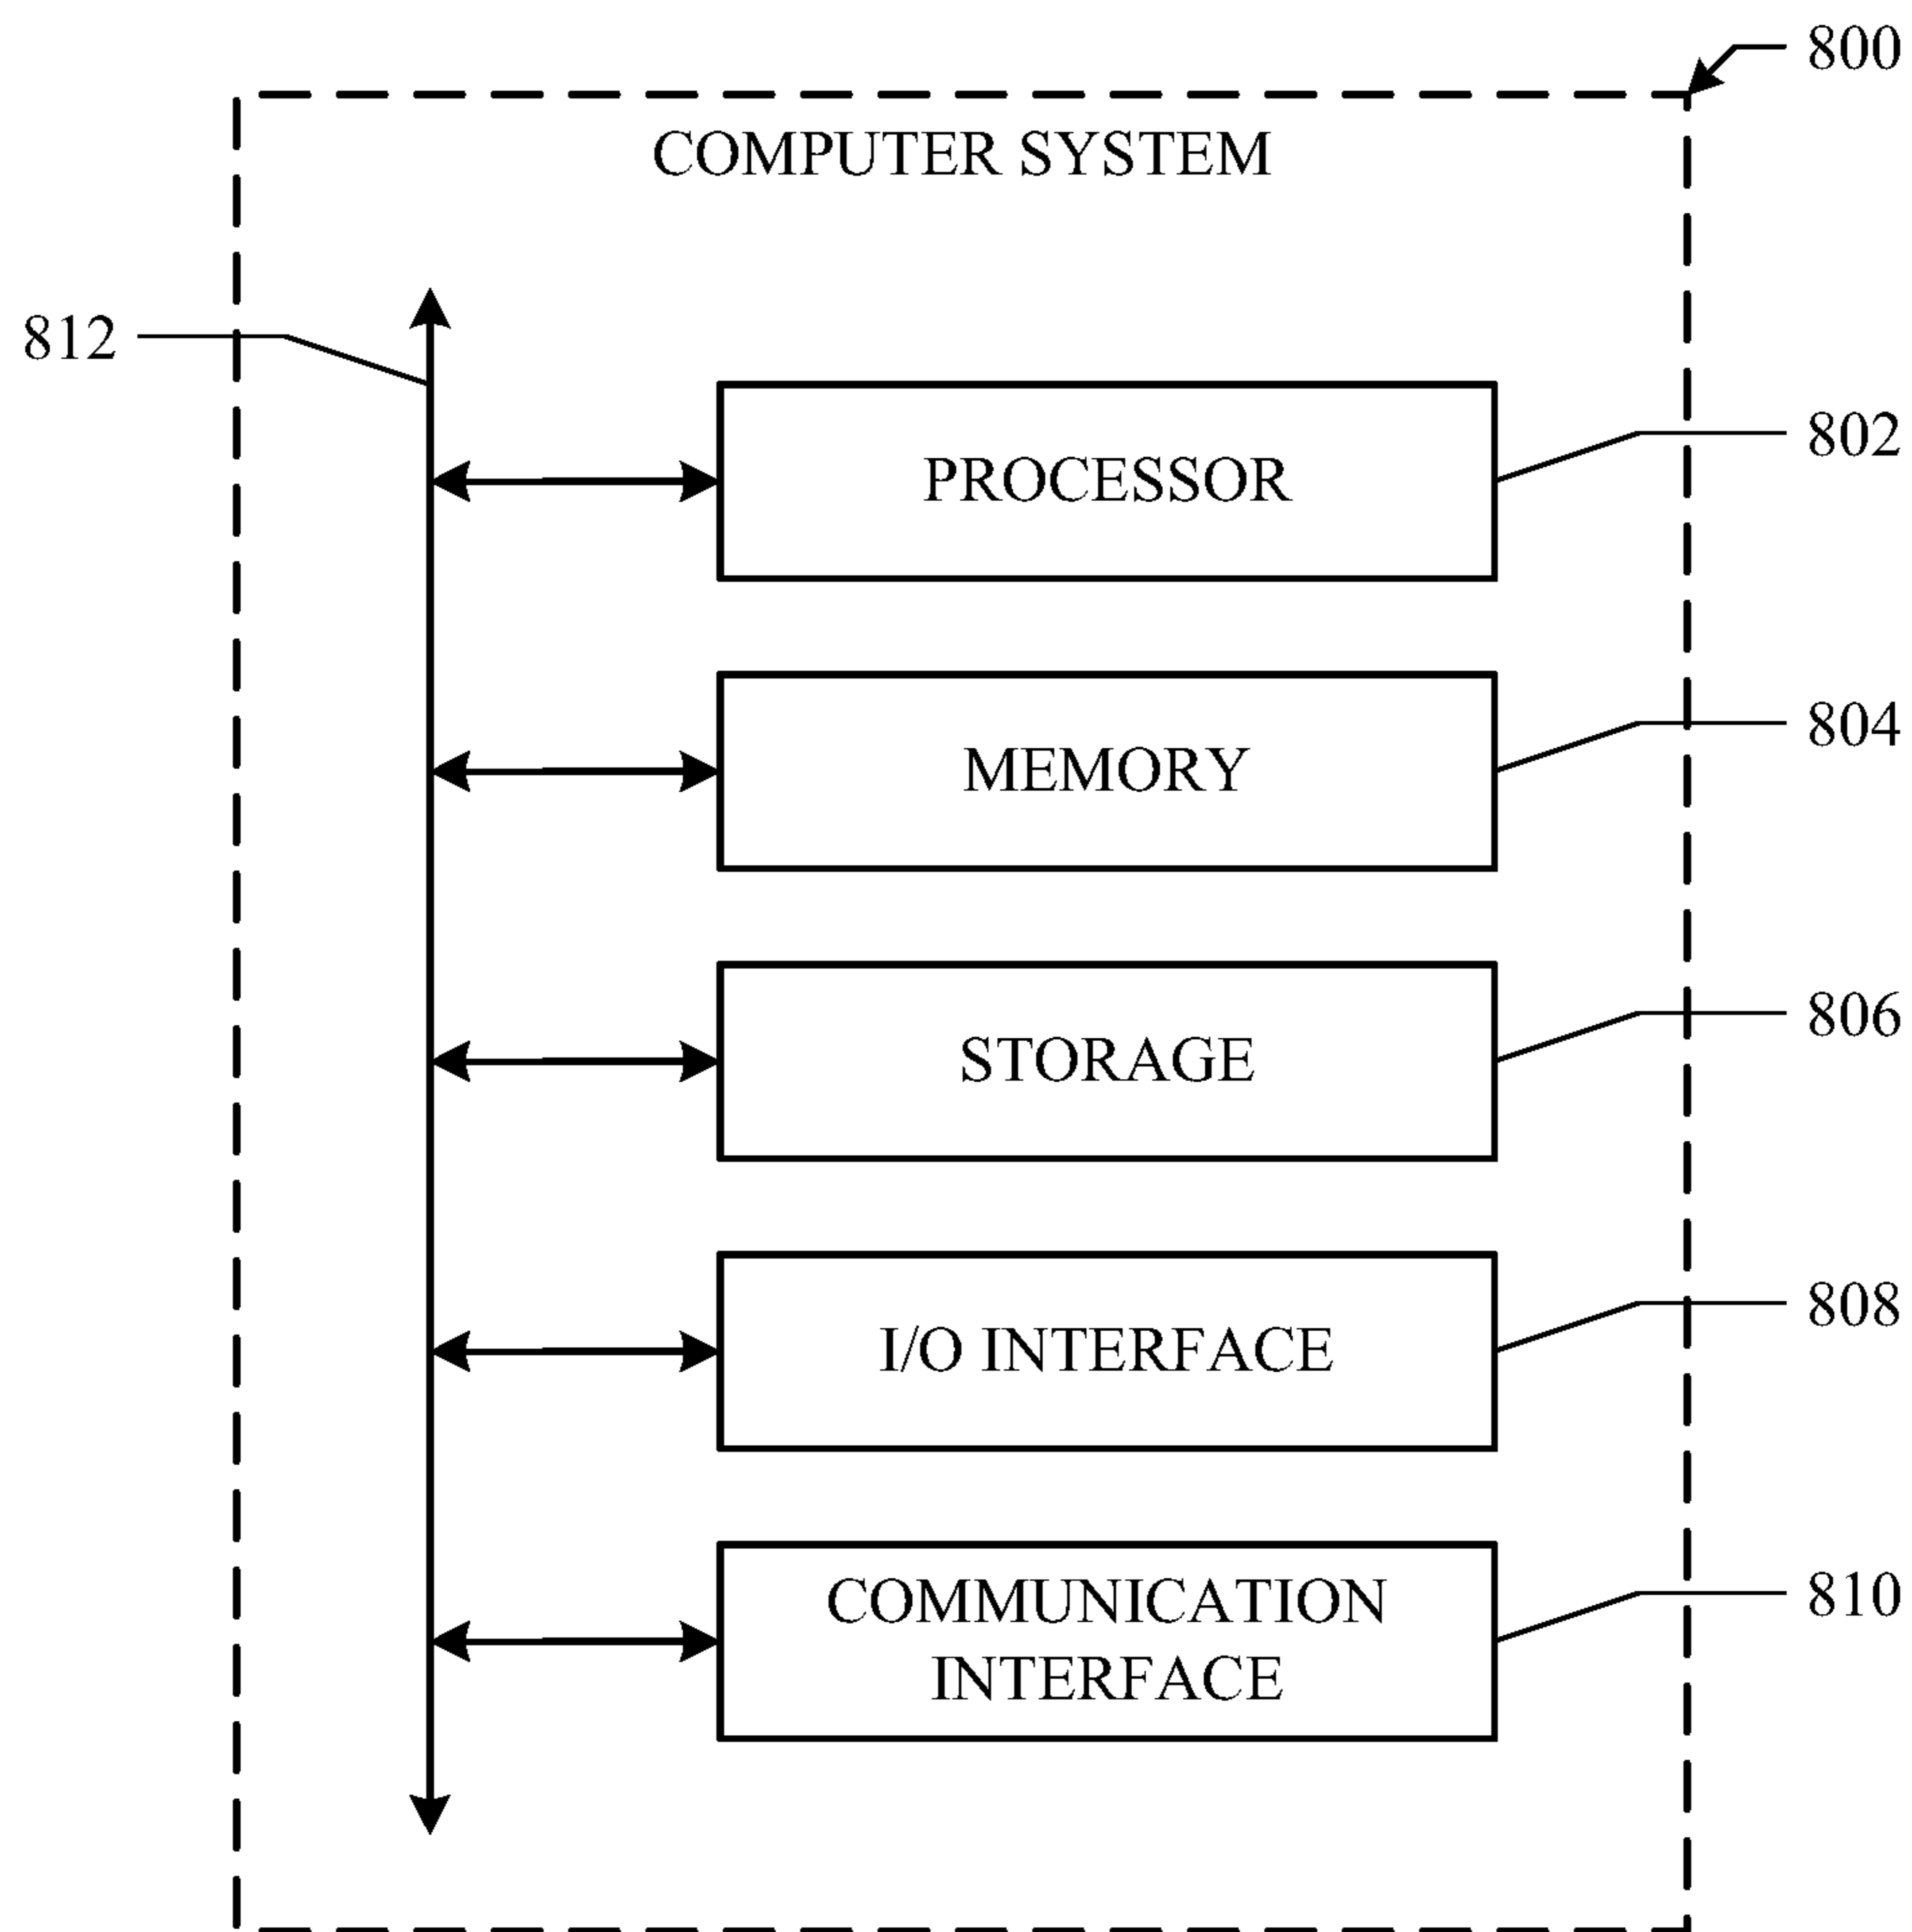 800
COMPUTER SYSTEM
812
PROCESSOR
802
MEMORY
804
STORAGE
806
I/O INTERFACE
808
COMMUNICATION
INTERFACE
810